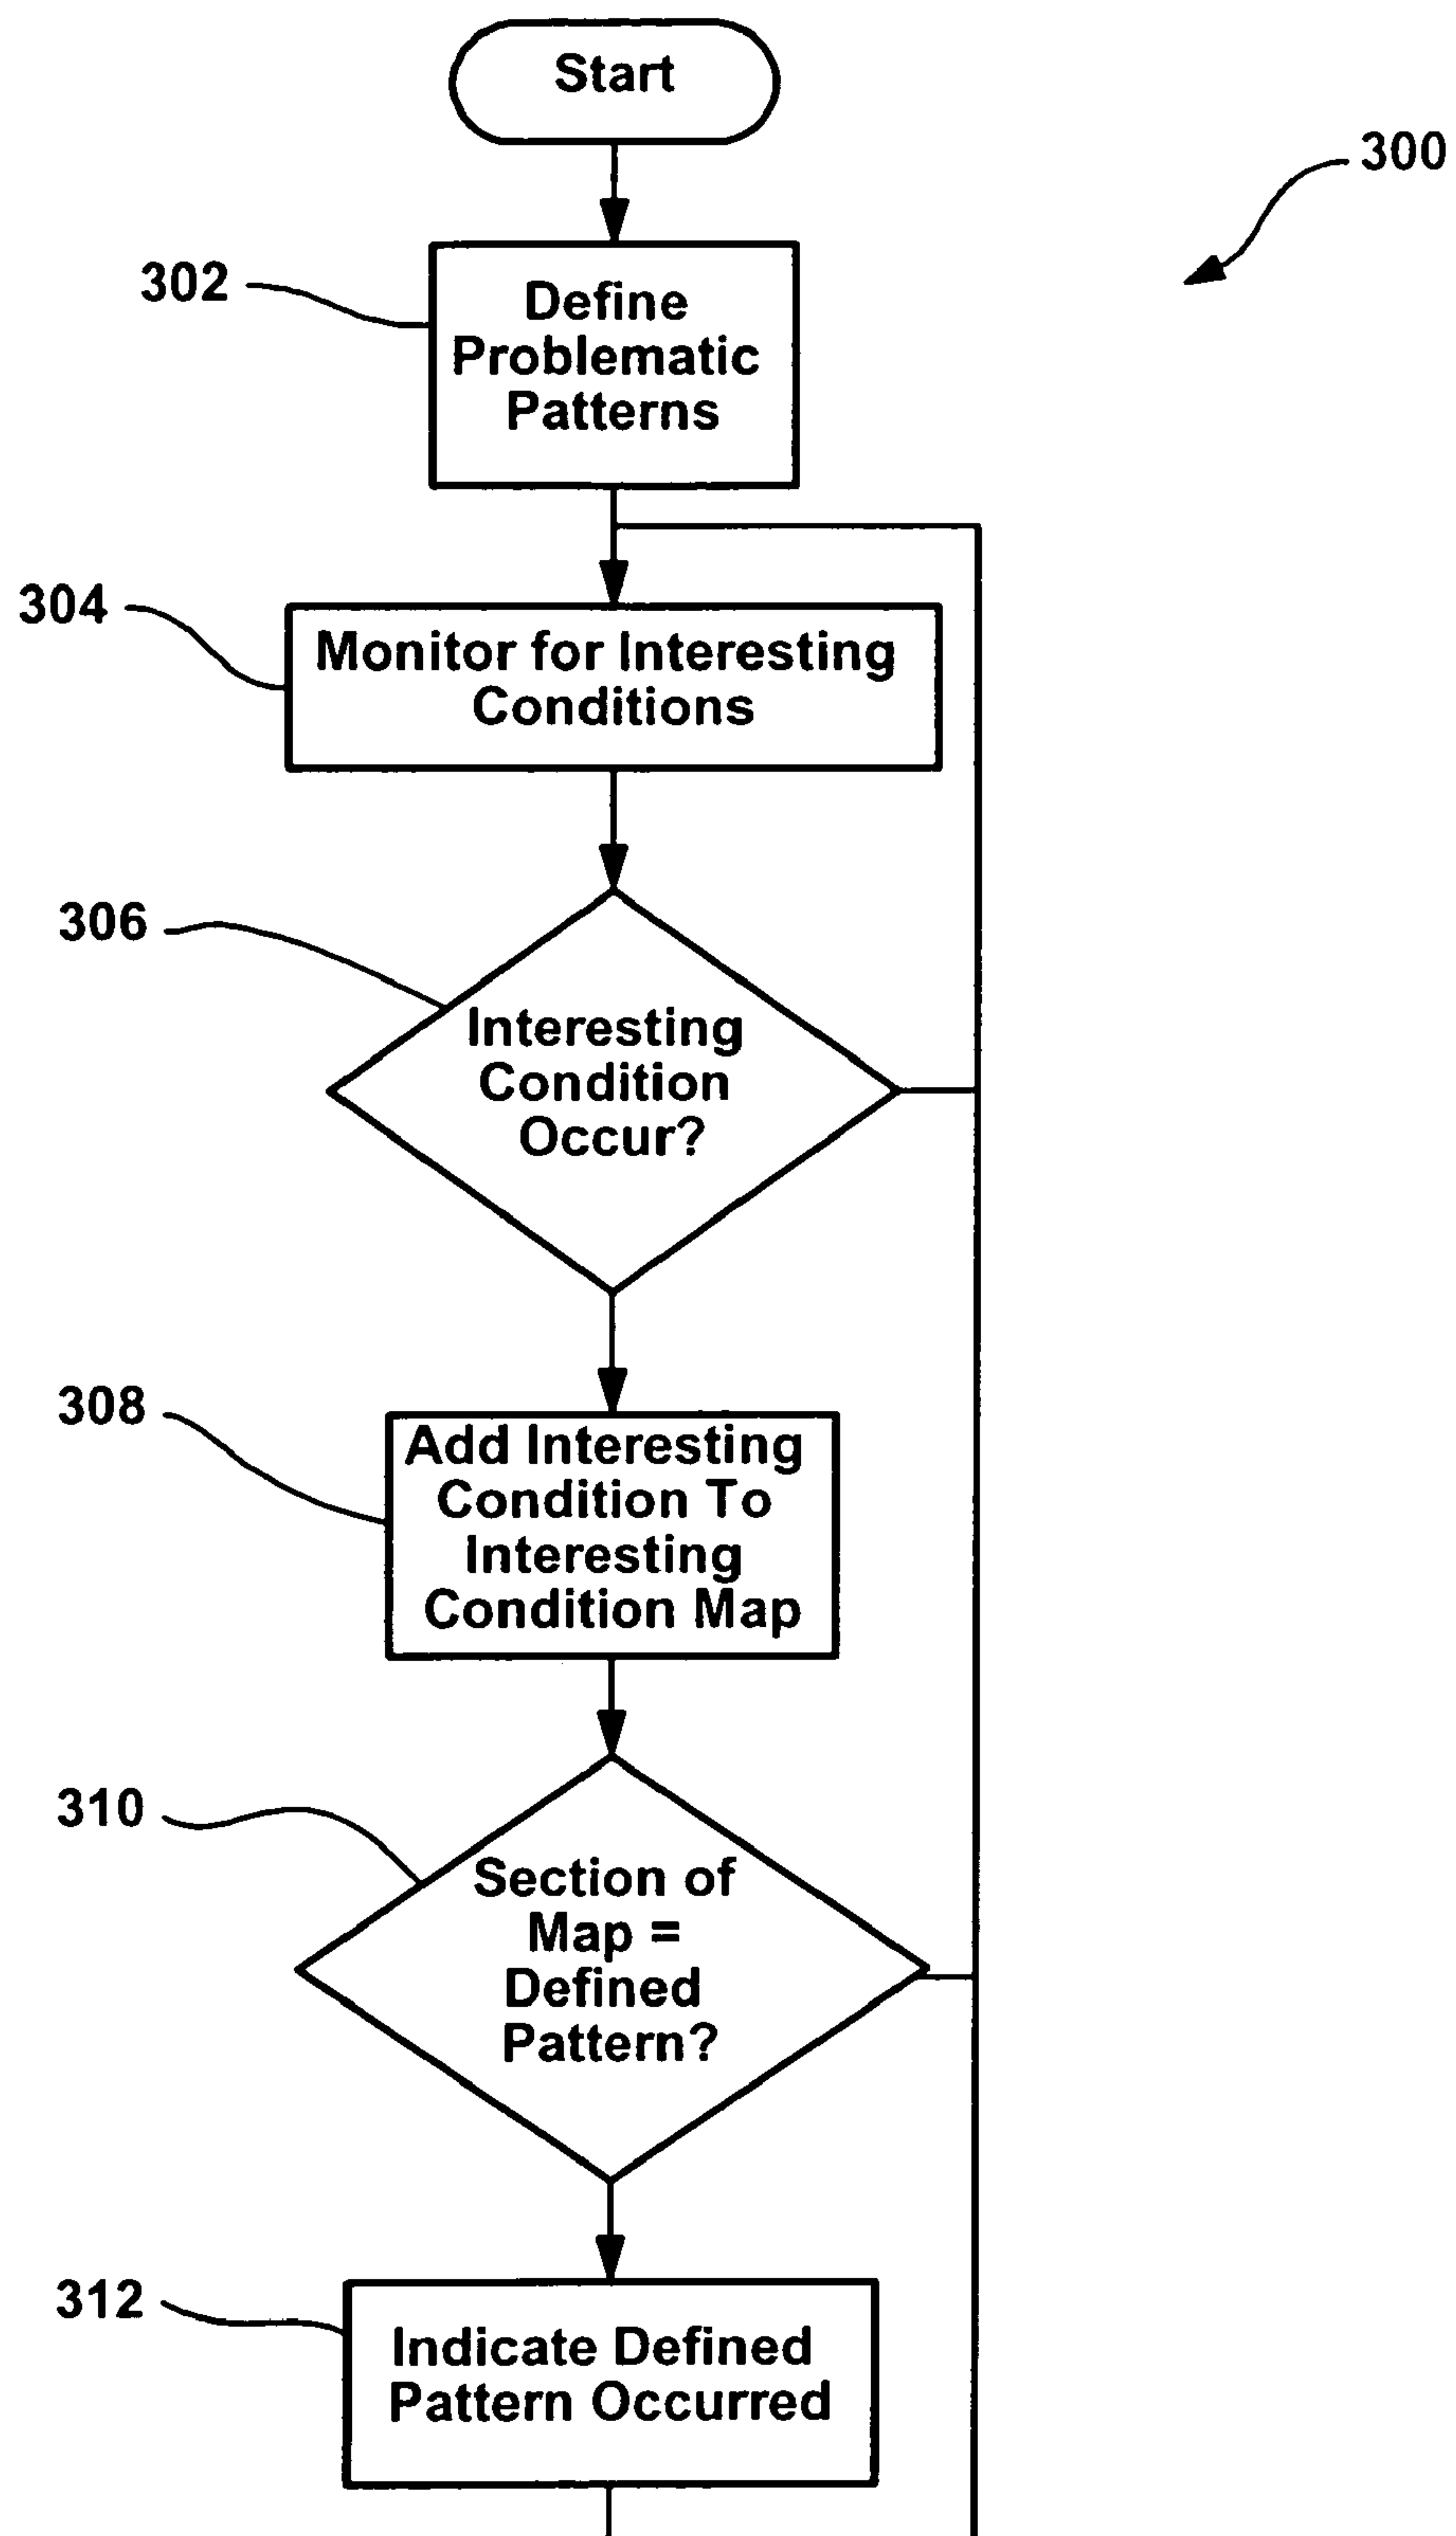 Start
300
302
Define
Problematic
Patterns
304
Monitor for Interesting
Conditions
306
Interesting
Condition
Occur?
308
Add Interesting
Condition To
Interesting
Condition Map
310
Section of
Map =
Defined
Pattern?
312
Indicate Defined
Pattern Occurred